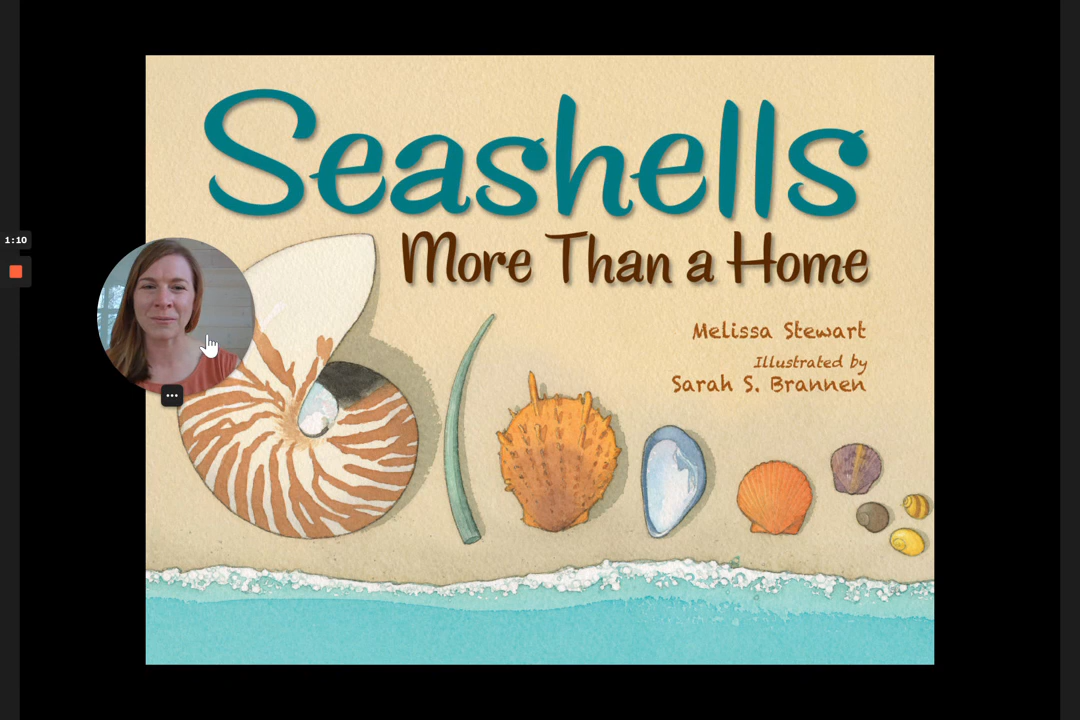 Seashells
More Than a Home
Melissa Stewart
Illustrated by
Sarah S. Brannen
1:10